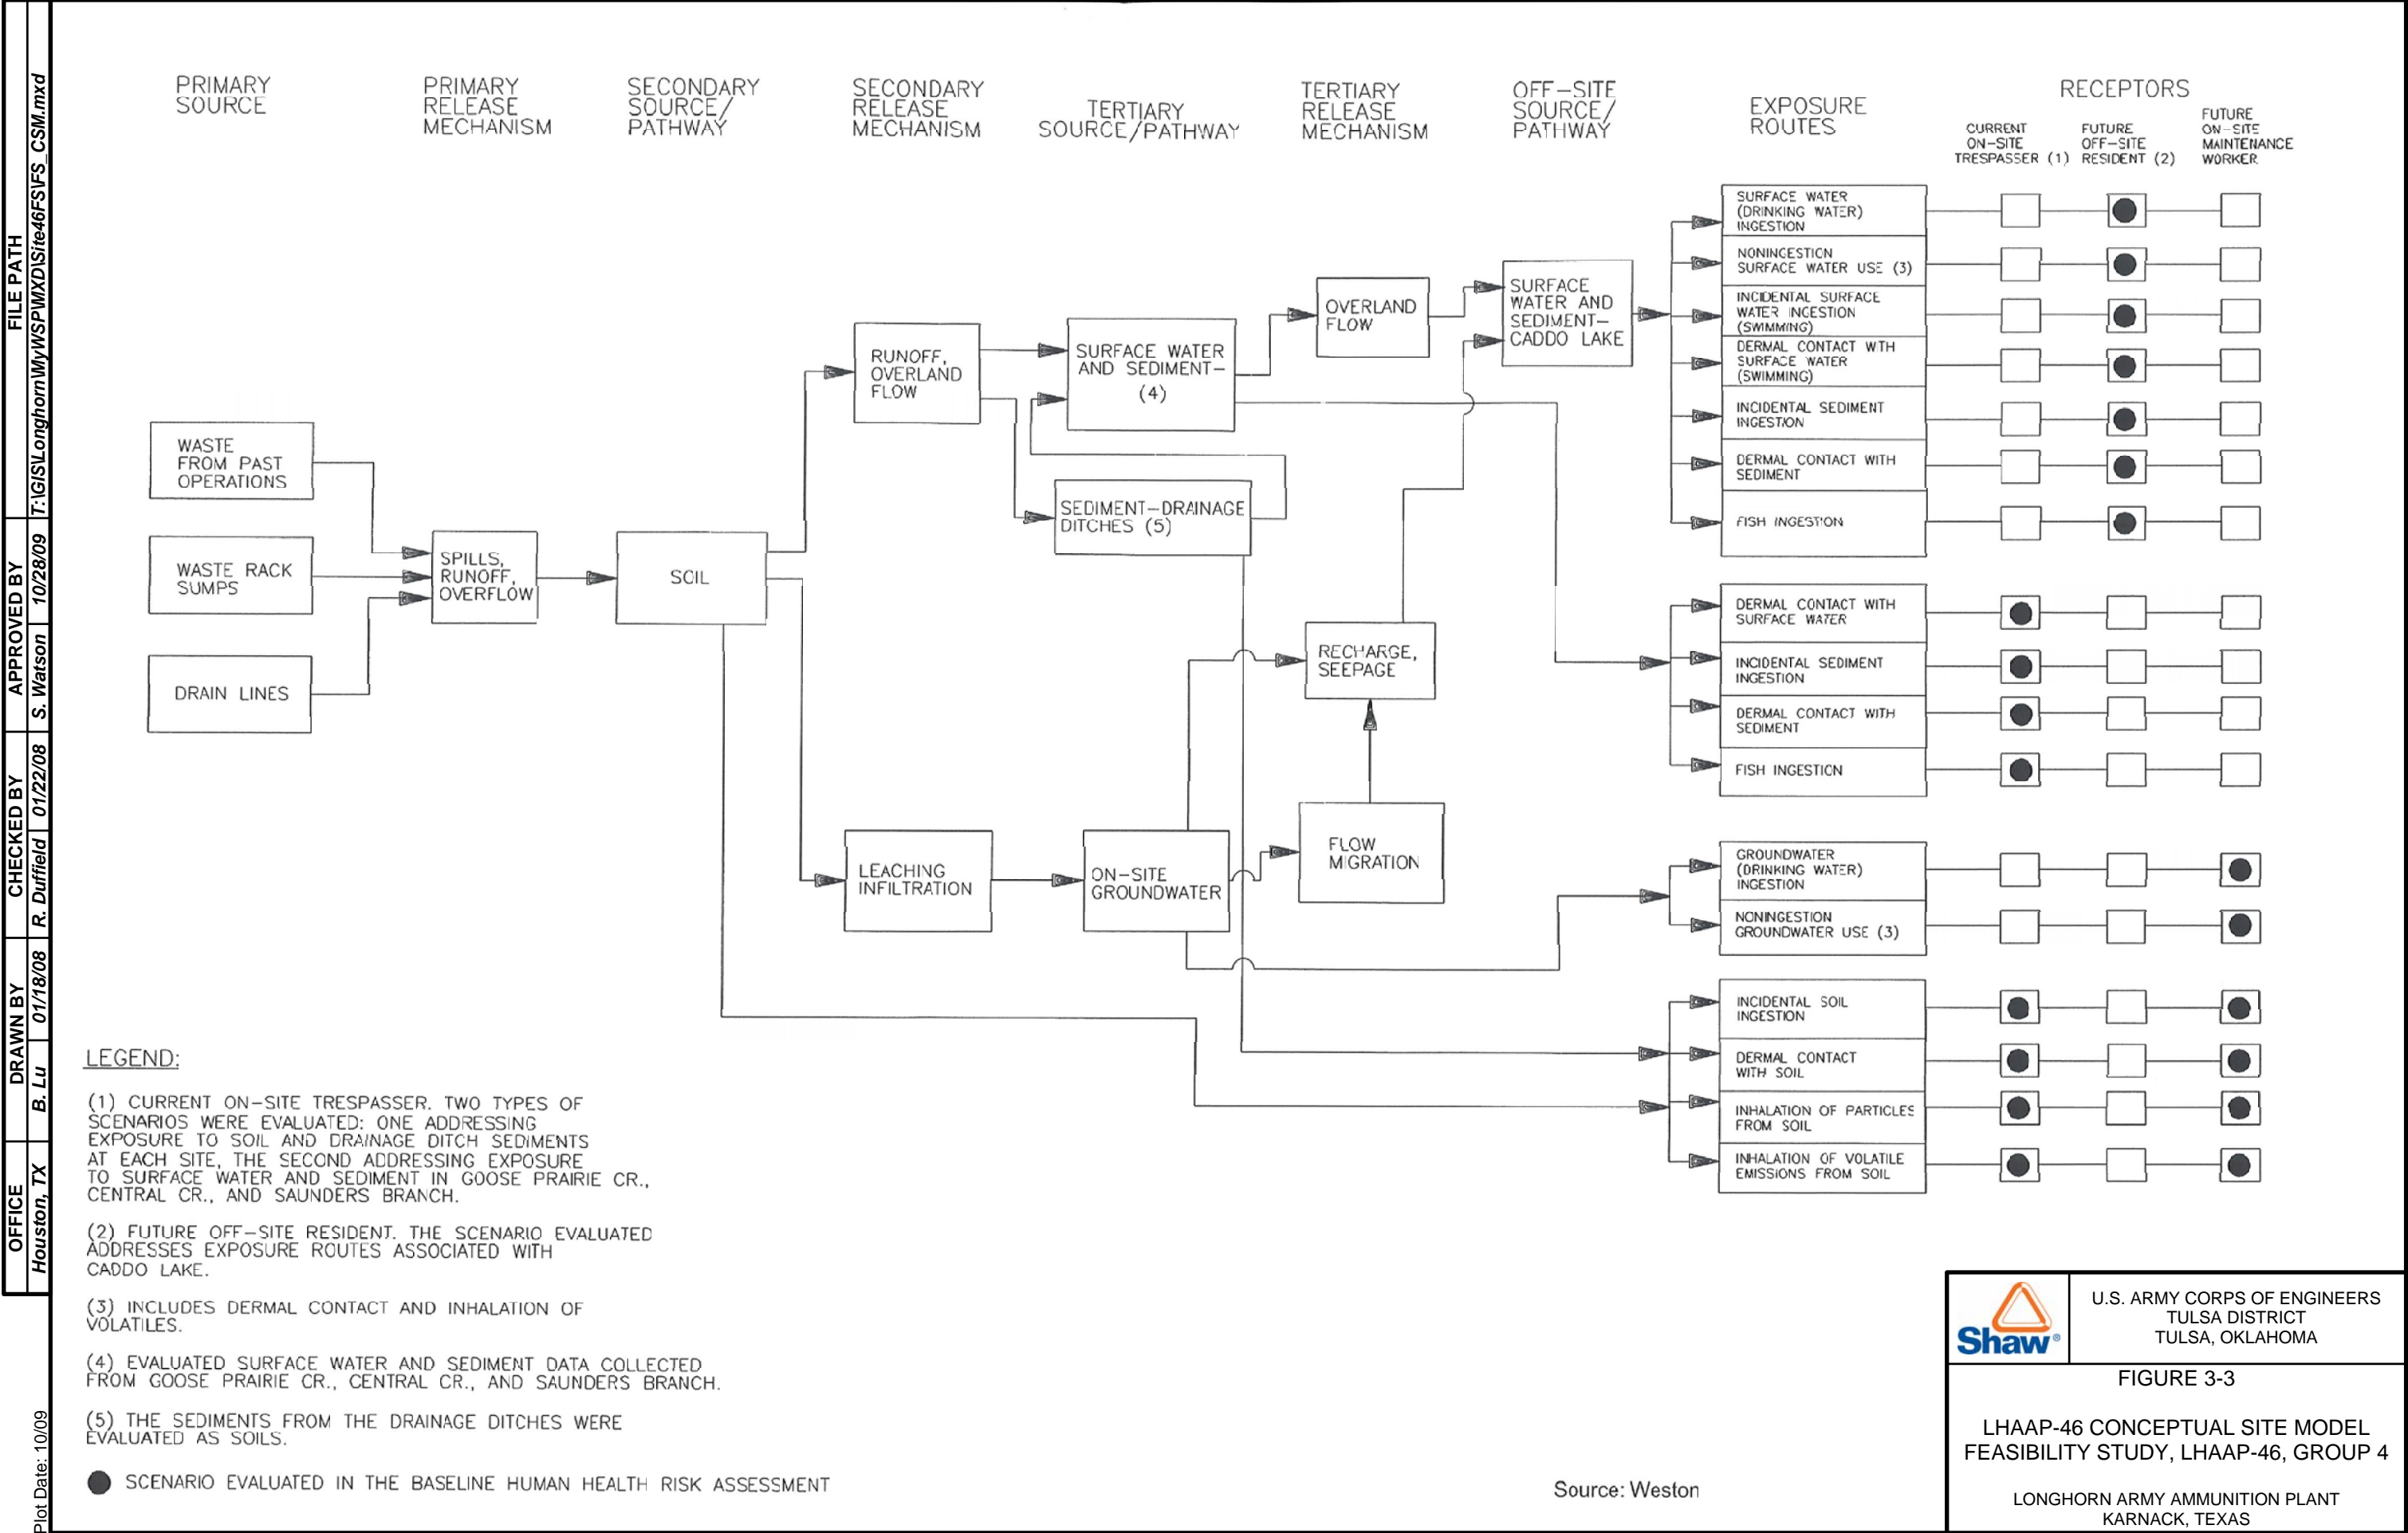 PRIMARY
SOURCE
PRIMARY
RELEASE
MECHANISM
SECONDARY
SOURCE/
PATHWAY
SECONDARY
RELEASE
MECHANISM
TERTIARY
SOURCE/PATHWAY
TERTIARY
RELEASE
MECHANISM
OFF-SITE
SOURCE/
PATHWAY
EXPOSURE
ROUTES
RECEPTORS
CURRENT
ON-SITE
TRESPASSER (1)
FUTURE
OFF-SITE
RESIDENT (2)
FUTURE
ON-SITE
MAINTENANCE
WORKER
WASTE
FROM PAST
OPERATIONS
WASTE RACK
SUMPS
DRAIN LINES
SPILLS,
RUNOFF,
OVERFLOW
SOIL
RUNOFF,
OVERLAND
FLOW
LEACHING
INFILTRATION
SURFACE WATER
AND SEDIMENT-
(4)
SEDIMENT-DRAINAGE
DITCHES (5)
ON-SITE
GROUNDWATER
OVERLAND
FLOW
RECHARGE,
SEEPAGE
FLOW
MIGRATION
SURFACE
WATER AND
SEDIMENT-
CADDO LAKE
SURFACE WATER
(DRINKING WATER)
INGESTION
NONINGESTION
SURFACE WATER USE (3)
INCIDENTAL SURFACE
WATER INGESTION
(SWIMMING)
DERMAL CONTACT WITH
SURFACE WATER
(SWIMMING)
INCIDENTAL SEDIMENT
INGESTION
DERMAL CONTACT WITH
SEDIMENT
FISH INGESTION
DERMAL CONTACT WITH
SURFACE WATER
INCIDENTAL SEDIMENT
INGESTION
DERMAL CONTACT WITH
SEDIMENT
FISH INGESTION
GROUNDWATER
(DRINKING WATER)
INGESTION
NONINGESTION
GROUNDWATER USE (3)
INCIDENTAL SOIL
INGESTION
DERMAL CONTACT
WITH SOIL
INHALATION OF PARTICLES
FROM SOIL
INHALATION OF VOLATILE
EMISSIONS FROM SOIL
LEGEND:
(1) CURRENT ON-SITE TRESPASSER. TWO TYPES OF
SCENARIOS WERE EVALUATED: ONE ADDRESSING
EXPOSURE TO SOIL AND DRAINAGE DITCH SEDIMENTS
AT EACH SITE, THE SECOND ADDRESSING EXPOSURE
TO SURFACE WATER AND SEDIMENT IN GOOSE PRAIRIE CR.,
CENTRAL CR., AND SAUNDERS BRANCH.
(2) FUTURE OFF-SITE RESIDENT. THE SCENARIO EVALUATED
ADDRESSES EXPOSURE ROUTES ASSOCIATED WITH
CADDO LAKE.
(3) INCLUDES DERMAL CONTACT AND INHALATION OF
VOLATILES.
(4) EVALUATED SURFACE WATER AND SEDIMENT DATA COLLECTED
FROM GOOSE PRAIRIE CR., CENTRAL CR., AND SAUNDERS BRANCH.
(5) THE SEDIMENTS FROM THE DRAINAGE DITCHES WERE
EVALUATED AS SOILS.
SCENARIO EVALUATED IN THE BASELINE HUMAN HEALTH RISK ASSESSMENT
Source: Weston
Shaw®
U.S. ARMY CORPS OF ENGINEERS
TULSA DISTRICT
TULSA, OKLAHOMA
FIGURE 3-3
LHAAP-46 CONCEPTUAL SITE MODEL
FEASIBILITY STUDY, LHAAP-46, GROUP 4
LONGHORN ARMY AMMUNITION PLANT
KARNACK, TEXAS
OFFICE
Houston, TX
DRAWN BY
B. Lu 01/18/08
CHECKED BY
R. Duffield 01/22/08
APPROVED BY
S. Watson 10/28/09
FILE PATH
T:\GIS\LonghornWyWSPWXD\Site46FS\FS_CSM.mxd
Plot Date: 10/09